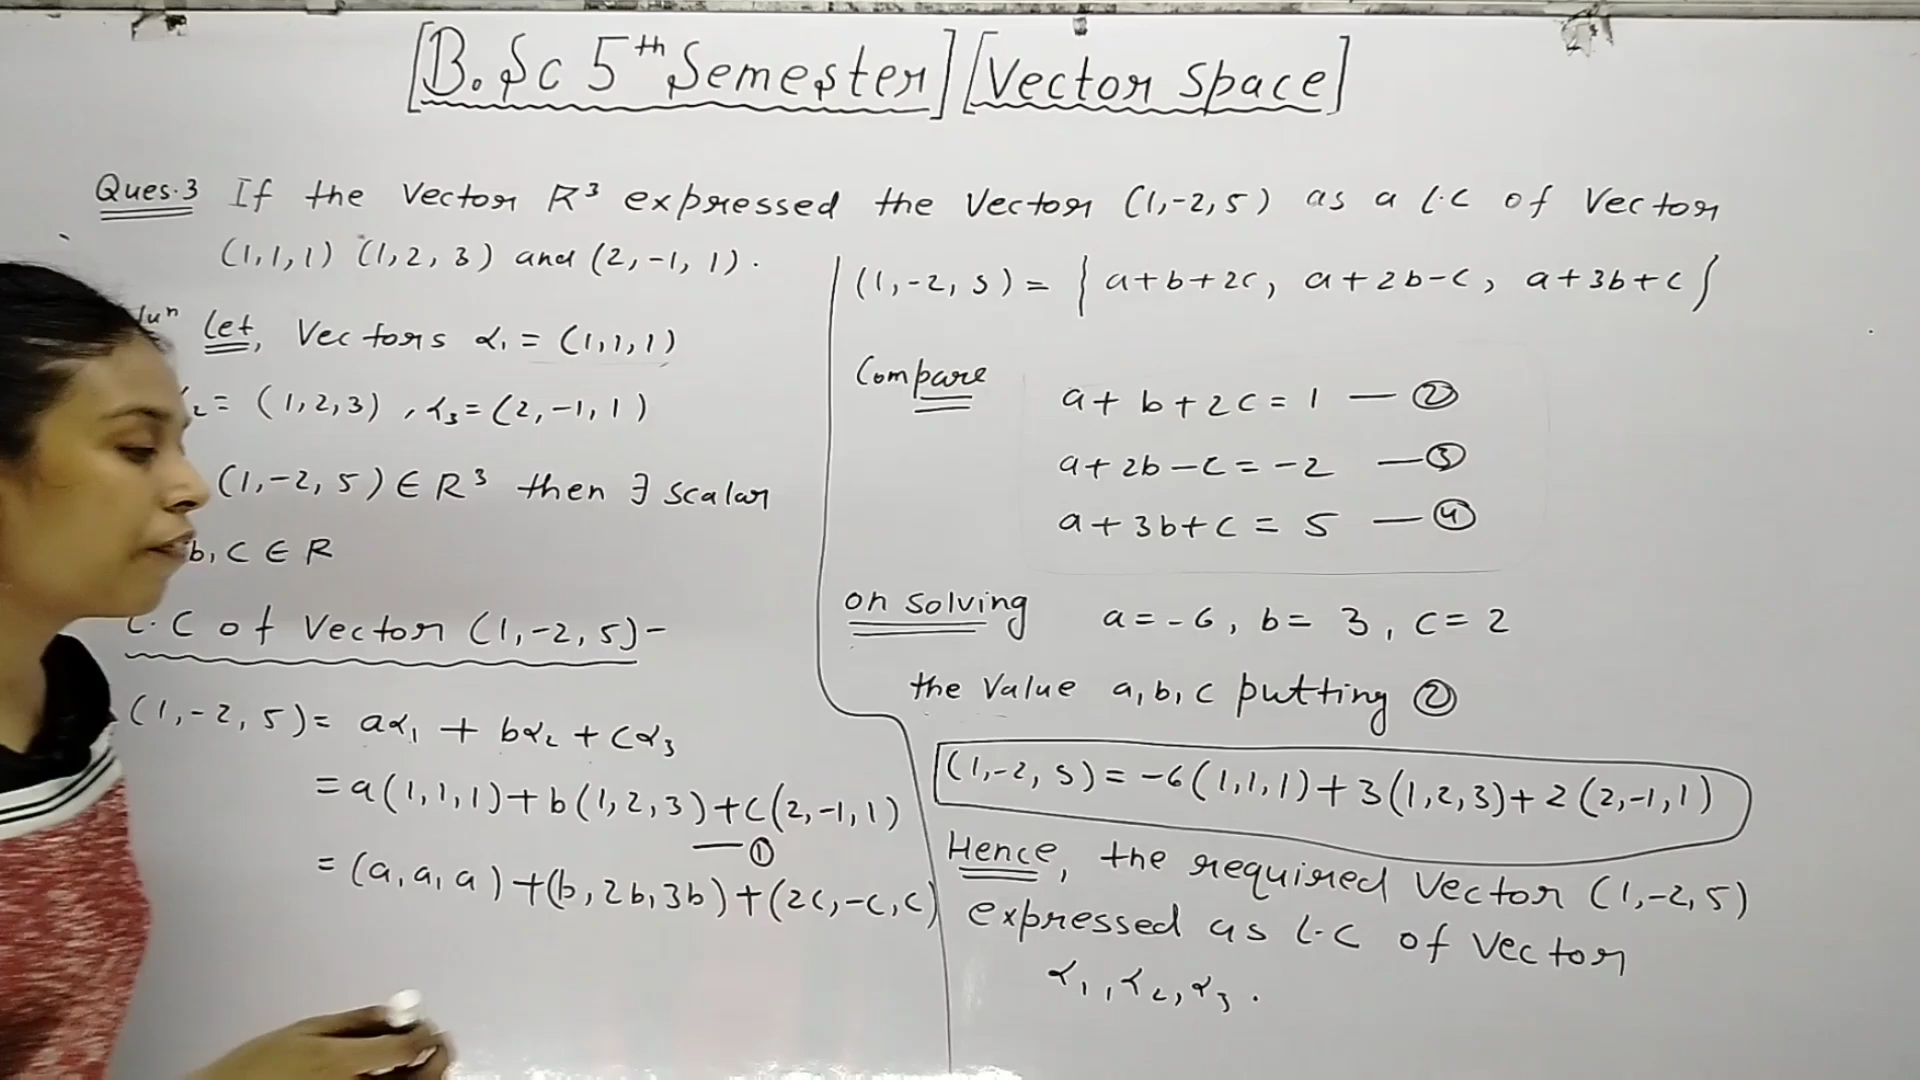 [B.Sc 5th Semester] [Vector Space]
Ques.3 If the Vector R³ expressed the Vector (1,-2,5) as a L.C of Vector
(1,1,1) (1,2,3) and (2,-1,1).
Let, Vectors α₁ = (1,1,1)
₂= (1,2,3), α₃=(2,-1,1)
(1,-2,5) ∈ R³ then ∃ scalar
b, c ∈ R
L.C of Vector (1,-2,5)-
(1,-2,5)= aα₁ + bα₂ + cα₃
= a(1,1,1)+b(1,2,3)+c(2,-1,1)
—①
= (a,a,a)+(b,2b,3b)+(2c,-c,c)
(1,-2,5)= {a+b+2c, a+2b-c, a+3b+c}
Compare
a+b+2c=1 — ②
a+2b-c=-2 — ③
a+3b+c = 5 — ④
on solving a=-6, b= 3, c= 2
the Value a,b,c putting ②
(1,-2,5)= -6(1,1,1)+3(1,2,3)+2(2,-1,1)
Hence, the required Vector (1,-2,5)
expressed as L.C of Vector
α₁, α₂, α₃.